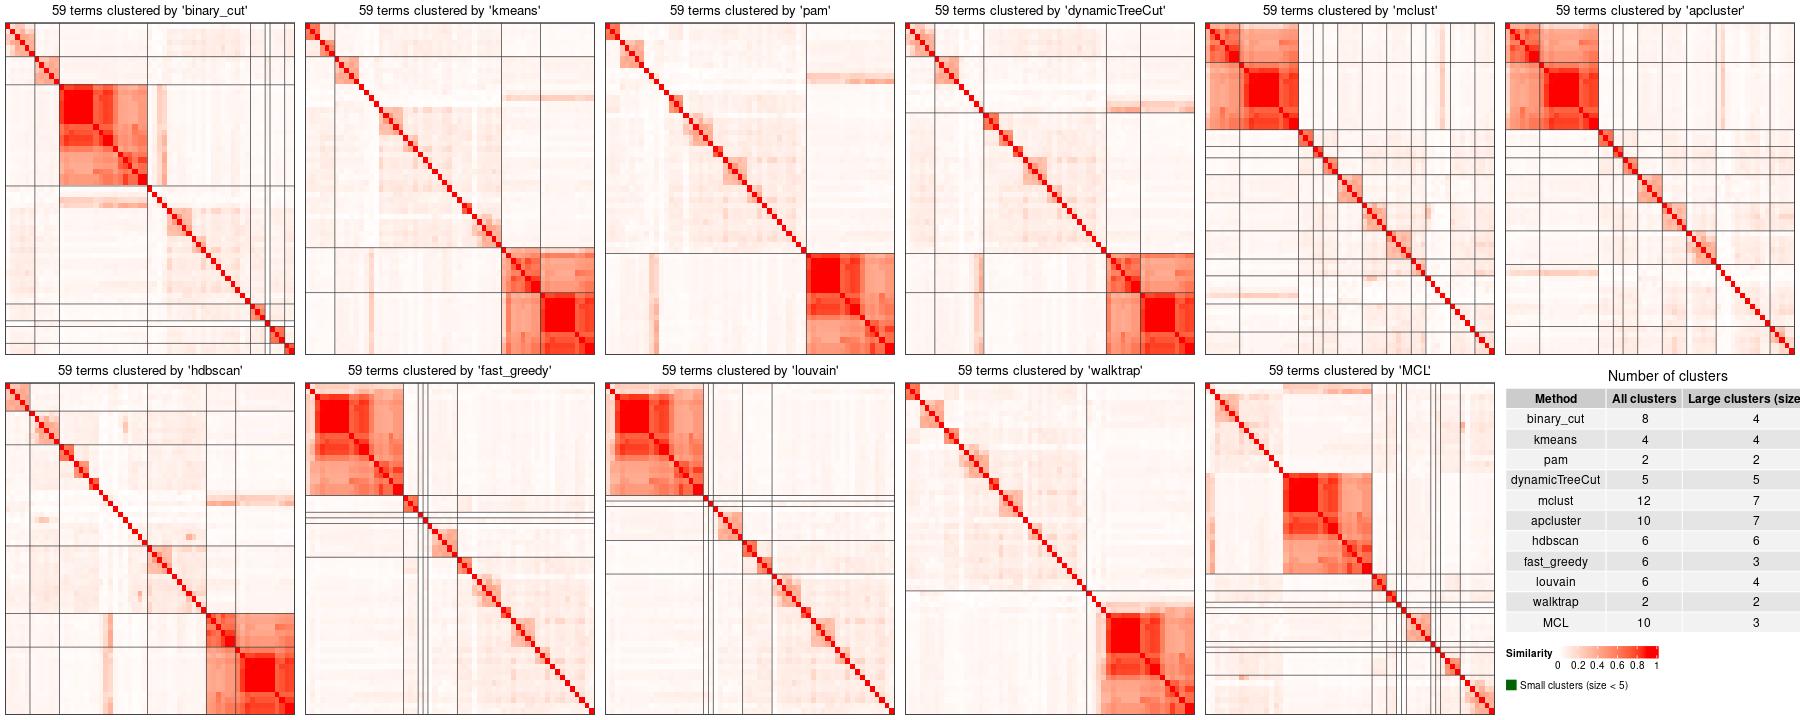 59 terms clustered by 'binary_cut'
59 terms clustered by 'kmeans'
59 terms clustered by 'pam'
59 terms clustered by 'dynamicTreeCut'
59 terms clustered by 'mclust'
59 terms clustered by 'apcluster'
59 terms clustered by 'hdbscan'
59 terms clustered by 'fast_greedy'
59 terms clustered by 'louvain'
59 terms clustered by 'walktrap'
59 terms clustered by 'MCL'
Number of clusters
Method All clusters Large clusters (size
binary_cut 8 4
kmeans 4 4
pam 2 2
dynamicTreeCut 5 5
mclust 12 7
apcluster 10 7
hdbscan 6 6
fast_greedy 6 3
louvain 6 4
walktrap 2 2
MCL 10 3
Similarity
0 0.2 0.4 0.6 0.8 1
Small clusters (size < 5)